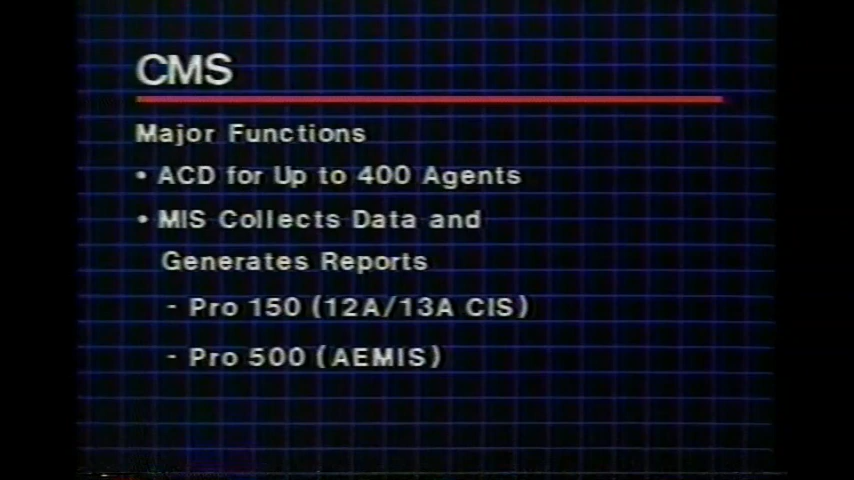 CMS
Major Functions
• ACD for Up to 400 Agents
• MIS Collects Data and
Generates Reports
- Pro 150 (12A/13A CIS)
- Pro 500 (AEMIS)